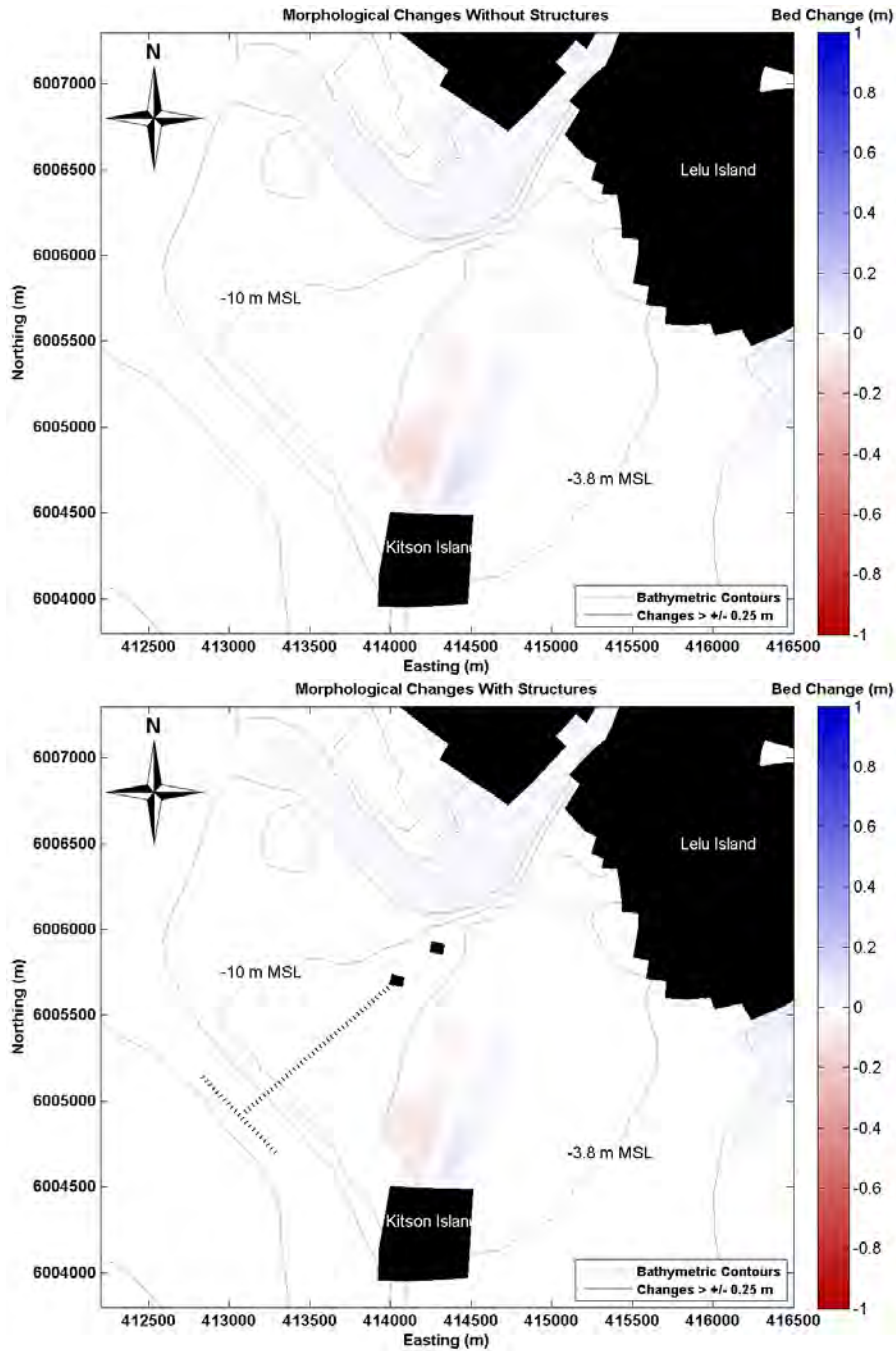 Morphological Changes Without Structures
Bed Change (m)
N
Lelu Island
-10 m MSL
-3.8 m MSL
Kitson Islan
Bathymetric Contours
Changes > +/- 0.25 m
6007000
6006500
6006000
6005500
6005000
6004500
6004000
Northing (m)
412500 413000 413500 414000 414500 415000 415500 416000 416500
Easting (m)
1
0.8
0.6
0.4
0.2
0
-0.2
-0.4
-0.6
-0.8
-1
Morphological Changes With Structures
Bed Change (m)
N
Lelu Island
-10 m MSL
-3.8 m MSL
Kitson Islan
Bathymetric Contours
Changes > +/- 0.25 m
6007000
6006500
6006000
6005500
6005000
6004500
6004000
Northing (m)
412500 413000 413500 414000 414500 415000 415500 416000 416500
Easting (m)
1
0.8
0.6
0.4
0.2
0
-0.2
-0.4
-0.6
-0.8
-1